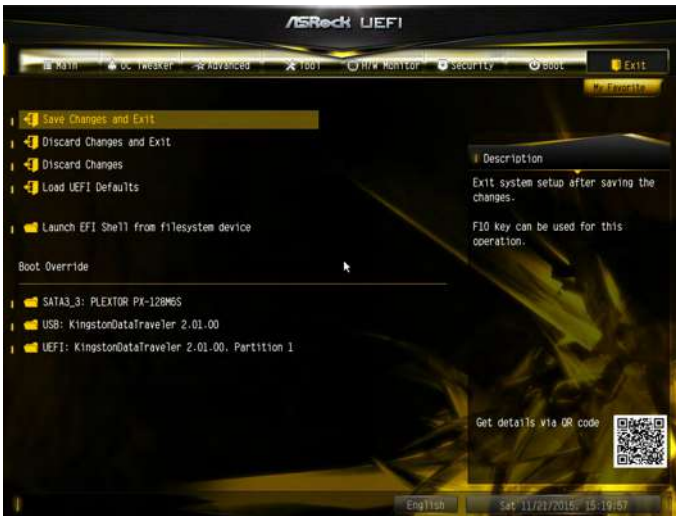 ASRock UEFI
Main OC Tweaker Advanced Tool H/W Monitor Security Boot Exit
My Favorite
Save Changes and Exit
Discard Changes and Exit
Discard Changes
Load UEFI Defaults
Launch EFI Shell from filesystem device
Boot Override
SATA3_3: PLEXTOR PX-128M6S
USB: KingstonDataTraveler 2.01.00
UEFI: KingstonDataTraveler 2.01.00, Partition 1
Description
Exit system setup after saving the
changes.
F10 key can be used for this
operation.
Get details via QR code
English Sat 11/21/2015, 15:19:57